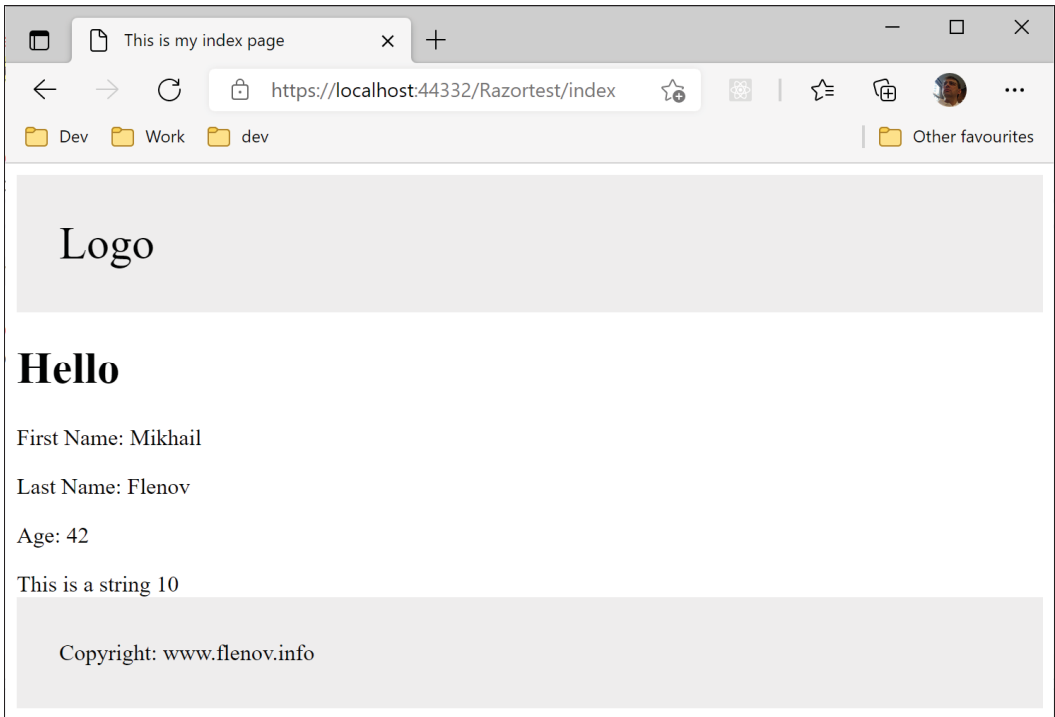 This is my index page
https://localhost:44332/Razortest/index
Dev Work dev Other favourites
Logo
Hello
First Name: Mikhail
Last Name: Flenov
Age: 42
This is a string 10
Copyright: www.flenov.info